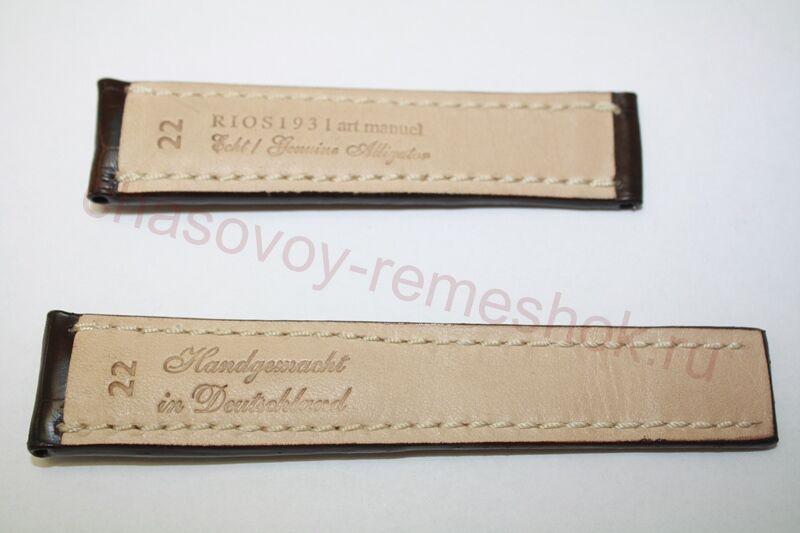 22
RIOS1931 art manuel
Echt / Genuine Alligator
chasovoy-remeshok.ru
22
Handgemacht
in Deutschland